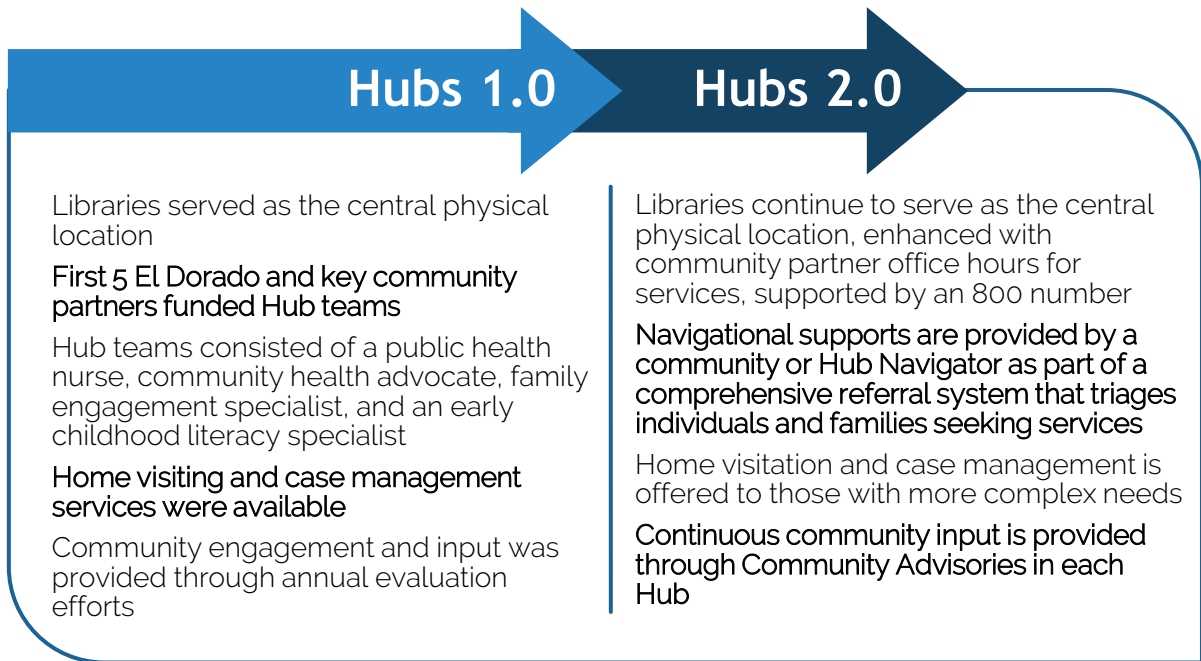 Hubs 1.0
Hubs 2.0
Libraries served as the central physical
location
First 5 El Dorado and key community
partners funded Hub teams
Hub teams consisted of a public health
nurse, community health advocate, family
engagement specialist, and an early
childhood literacy specialist
Home visiting and case management
services were available
Community engagement and input was
provided through annual evaluation
efforts
Libraries continue to serve as the central
physical location, enhanced with
community partner office hours for
services, supported by an 800 number
Navigational supports are provided by a
community or Hub Navigator as part of a
comprehensive referral system that triages
individuals and families seeking services
Home visitation and case management is
offered to those with more complex needs
Continuous community input is provided
through Community Advisories in each
Hub